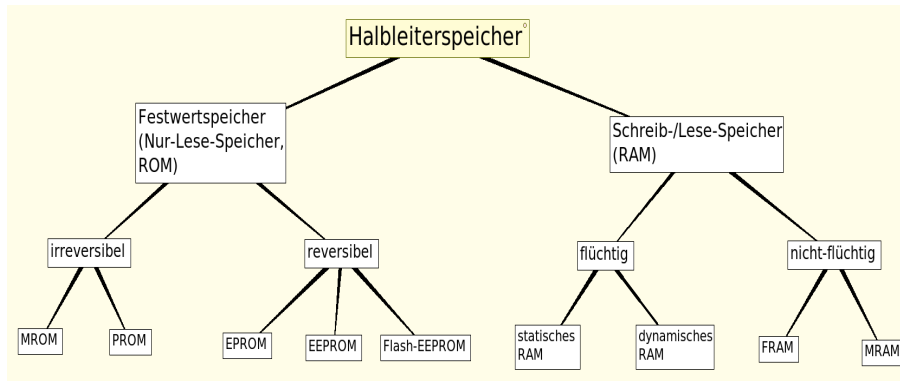 Halbleiterspeicher
Festwertspeicher
(Nur-Lese-Speicher,
ROM)
Schreib-/Lese-Speicher
(RAM)
irreversibel
reversibel
flüchtig
nicht-flüchtig
MROM
PROM
EPROM
EEPROM
Flash-EEPROM
statisches
RAM
dynamisches
RAM
FRAM
MRAM